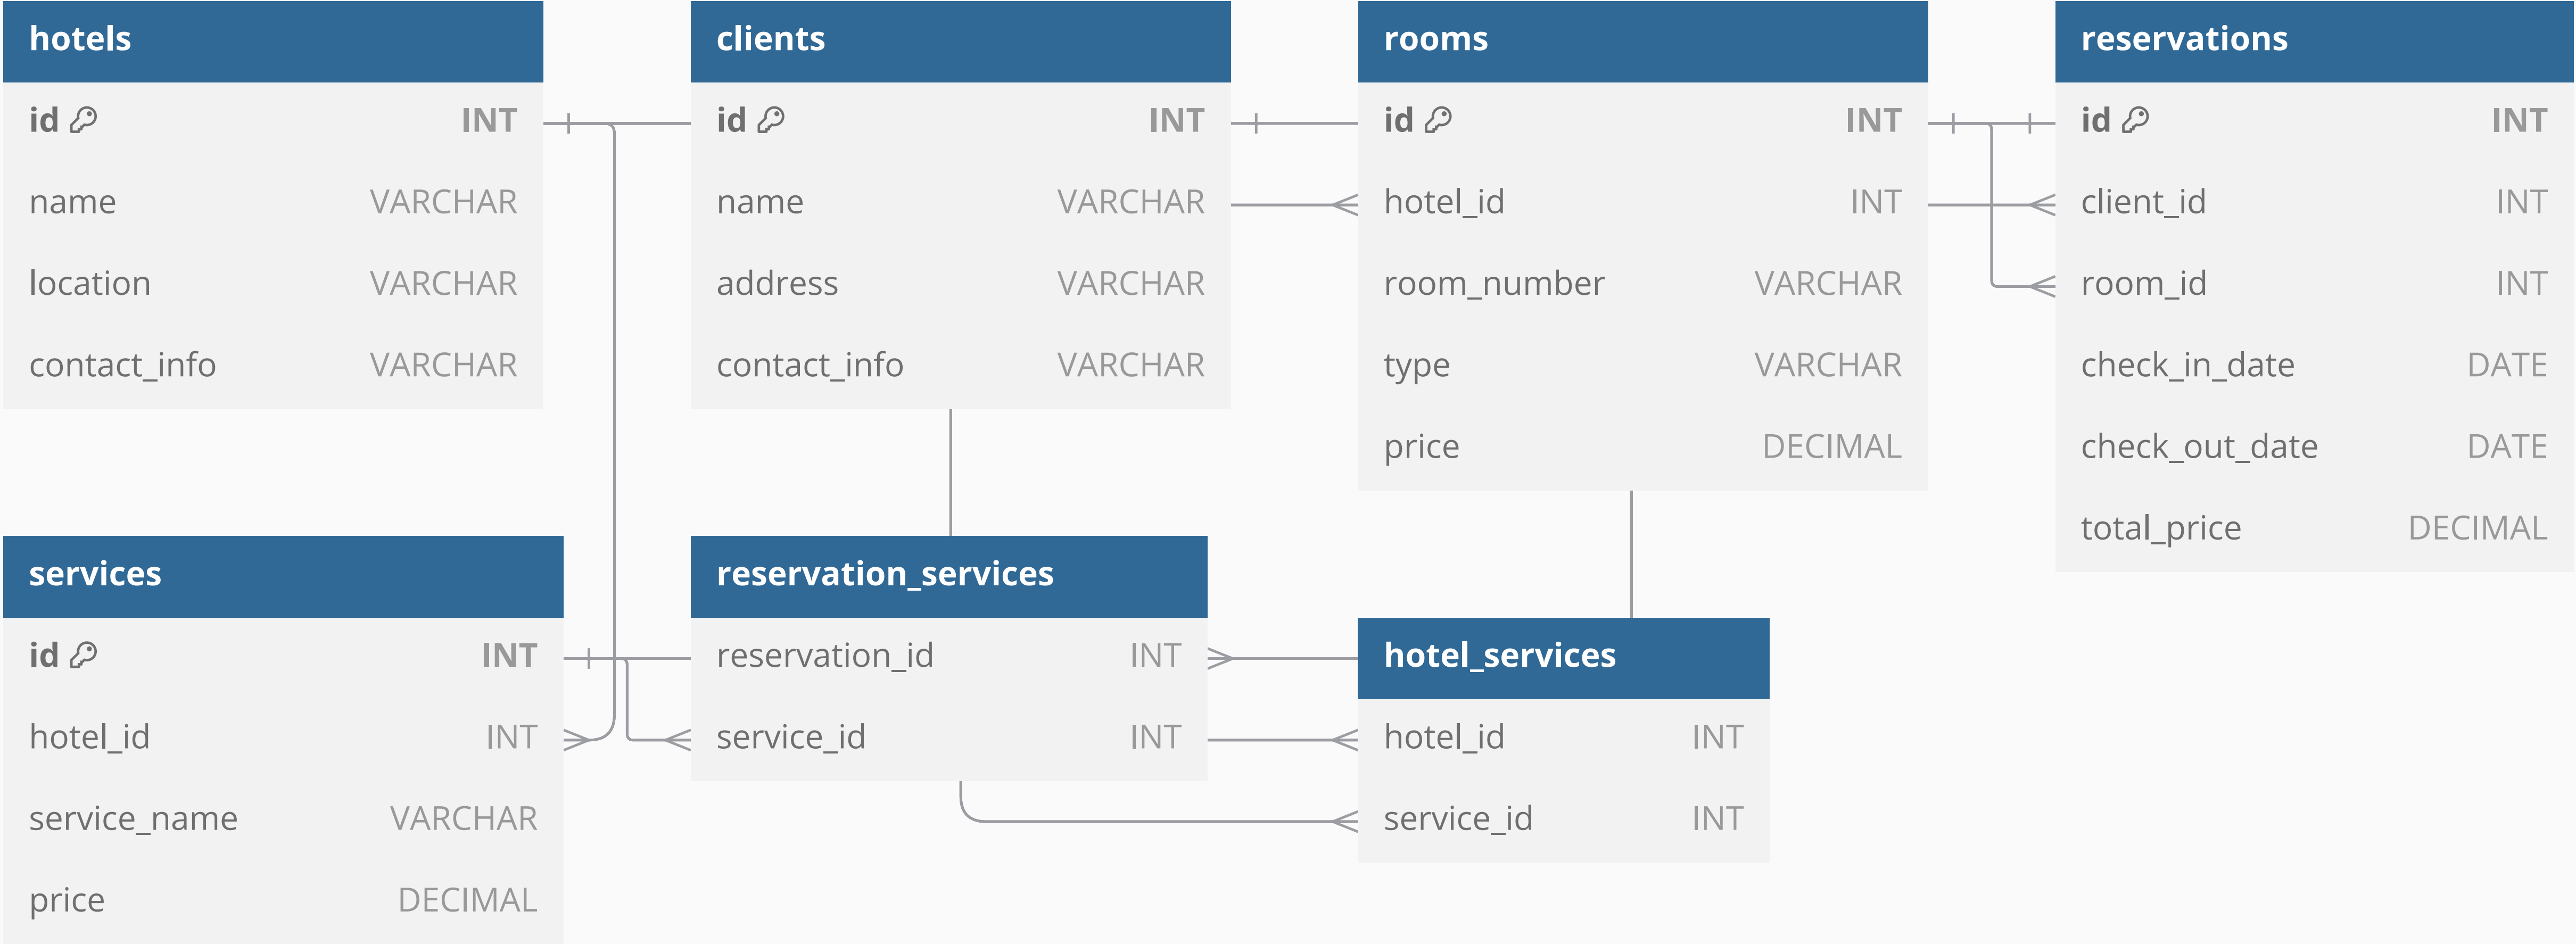 hotels
id INT
name VARCHAR
location VARCHAR
contact_info VARCHAR
clients
id INT
name VARCHAR
address VARCHAR
contact_info VARCHAR
rooms
id INT
hotel_id INT
room_number VARCHAR
type VARCHAR
price DECIMAL
reservations
id INT
client_id INT
room_id INT
check_in_date DATE
check_out_date DATE
total_price DECIMAL
services
id INT
hotel_id INT
service_name VARCHAR
price DECIMAL
reservation_services
reservation_id INT
service_id INT
hotel_services
hotel_id INT
service_id INT